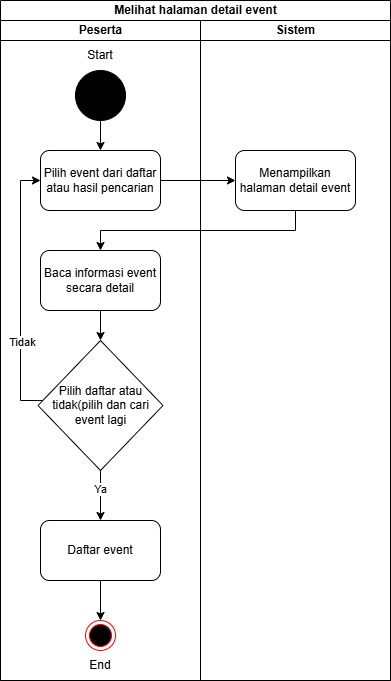 Melihat halaman detail event
Peserta
Sistem
Start
Pilih event dari daftar
atau hasil pencarian
Menampilkan
halaman detail event
Baca informasi event
secara detail
Tidak
Pilih daftar atau
tidak(pilih dan cari
event lagi
Ya
Daftar event
End